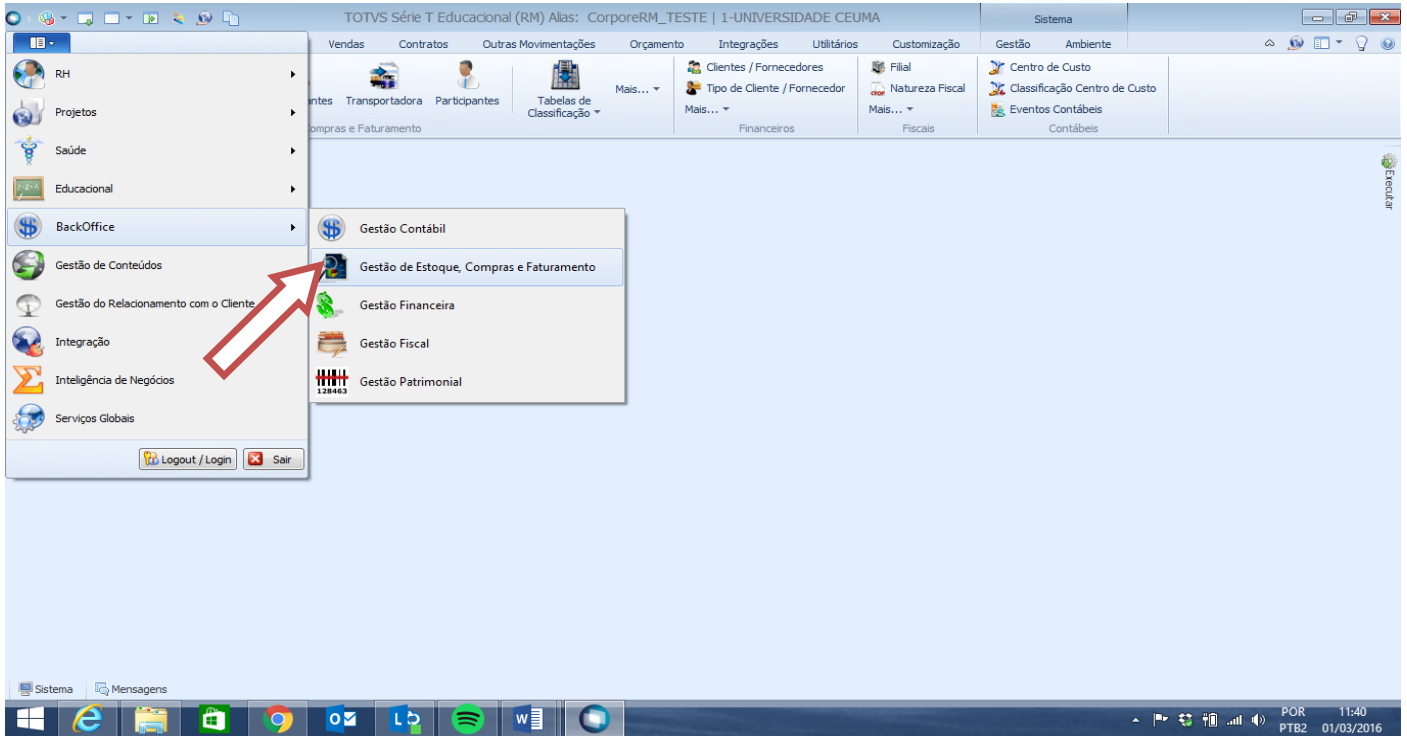 TOTVS Série T Educacional (RM) Alias: CorporeRM_TESTE | 1-UNIVERSIDADE CEUMA
Sistema
Vendas Contratos Outras Movimentações Orçamento Integrações Utilitários Customização Gestão Ambiente
Clientes / Fornecedores Filial Centro de Custo
Mais... Tipo de Cliente / Fornecedor Natureza Fiscal Classificação Centro de Custo
antes Transportadora Participantes Tabelas de
Classificação
Mais... Mais... Eventos Contábeis
ompras e Faturamento Financeiros Fiscais Contábeis
Executar
RH
Projetos
Saúde
Educacional
BackOffice
Gestão de Conteúdos
Gestão do Relacionamento com o Cliente
Integração
Inteligência de Negócios
Serviços Globais
Logout / Login Sair
Gestão Contábil
Gestão de Estoque, Compras e Faturamento
Gestão Financeira
Gestão Fiscal
128463 Gestão Patrimonial
Sistema Mensagens
POR 11:40
PTB2 01/03/2016